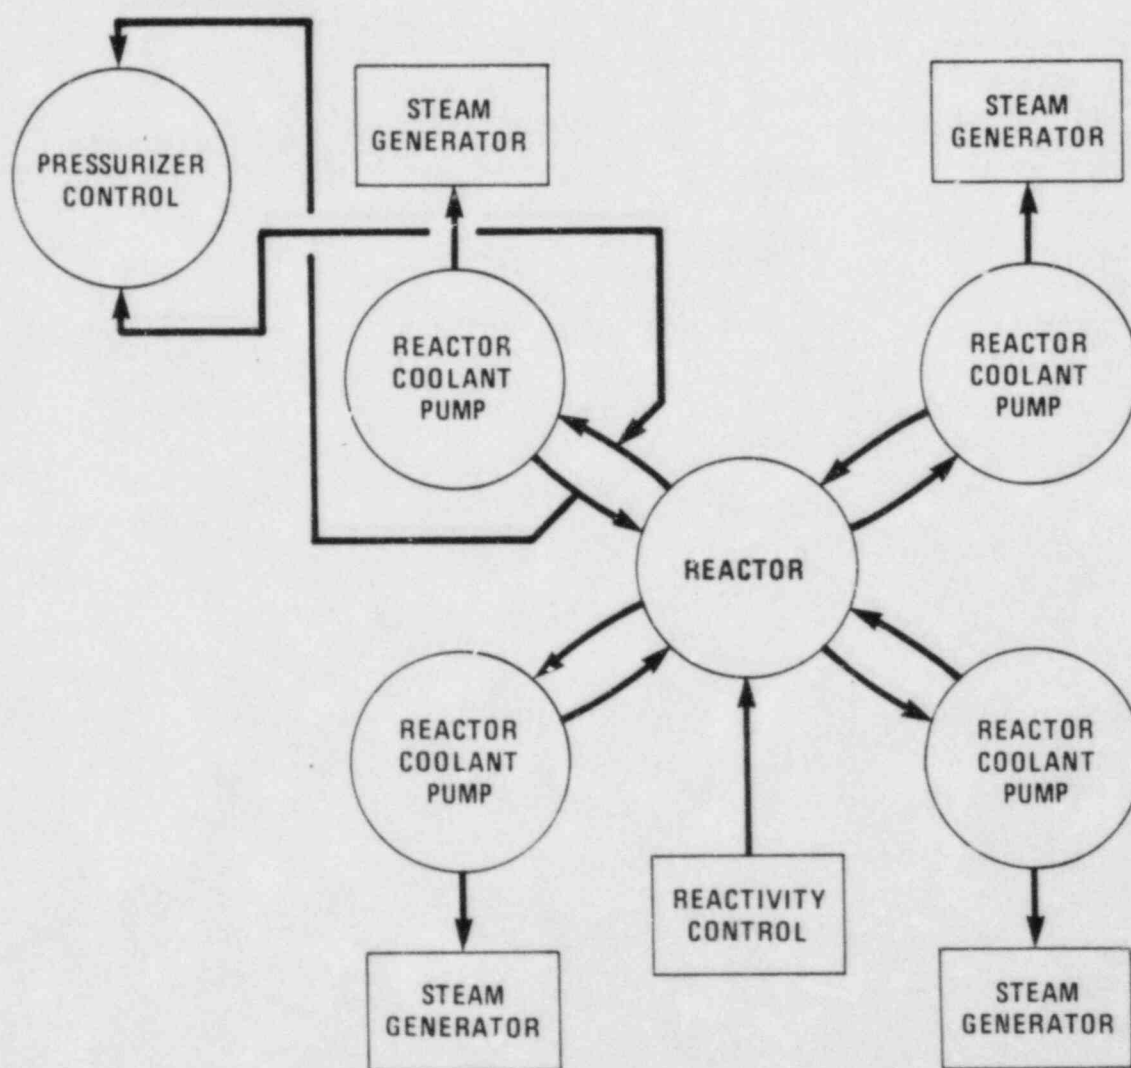 PRESSURIZER
CONTROL
STEAM
GENERATOR
STEAM
GENERATOR
REACTOR
COOLANT
PUMP
REACTOR
COOLANT
PUMP
REACTOR
REACTOR
COOLANT
PUMP
REACTOR
COOLANT
PUMP
REACTIVITY
CONTROL
STEAM
GENERATOR
STEAM
GENERATOR